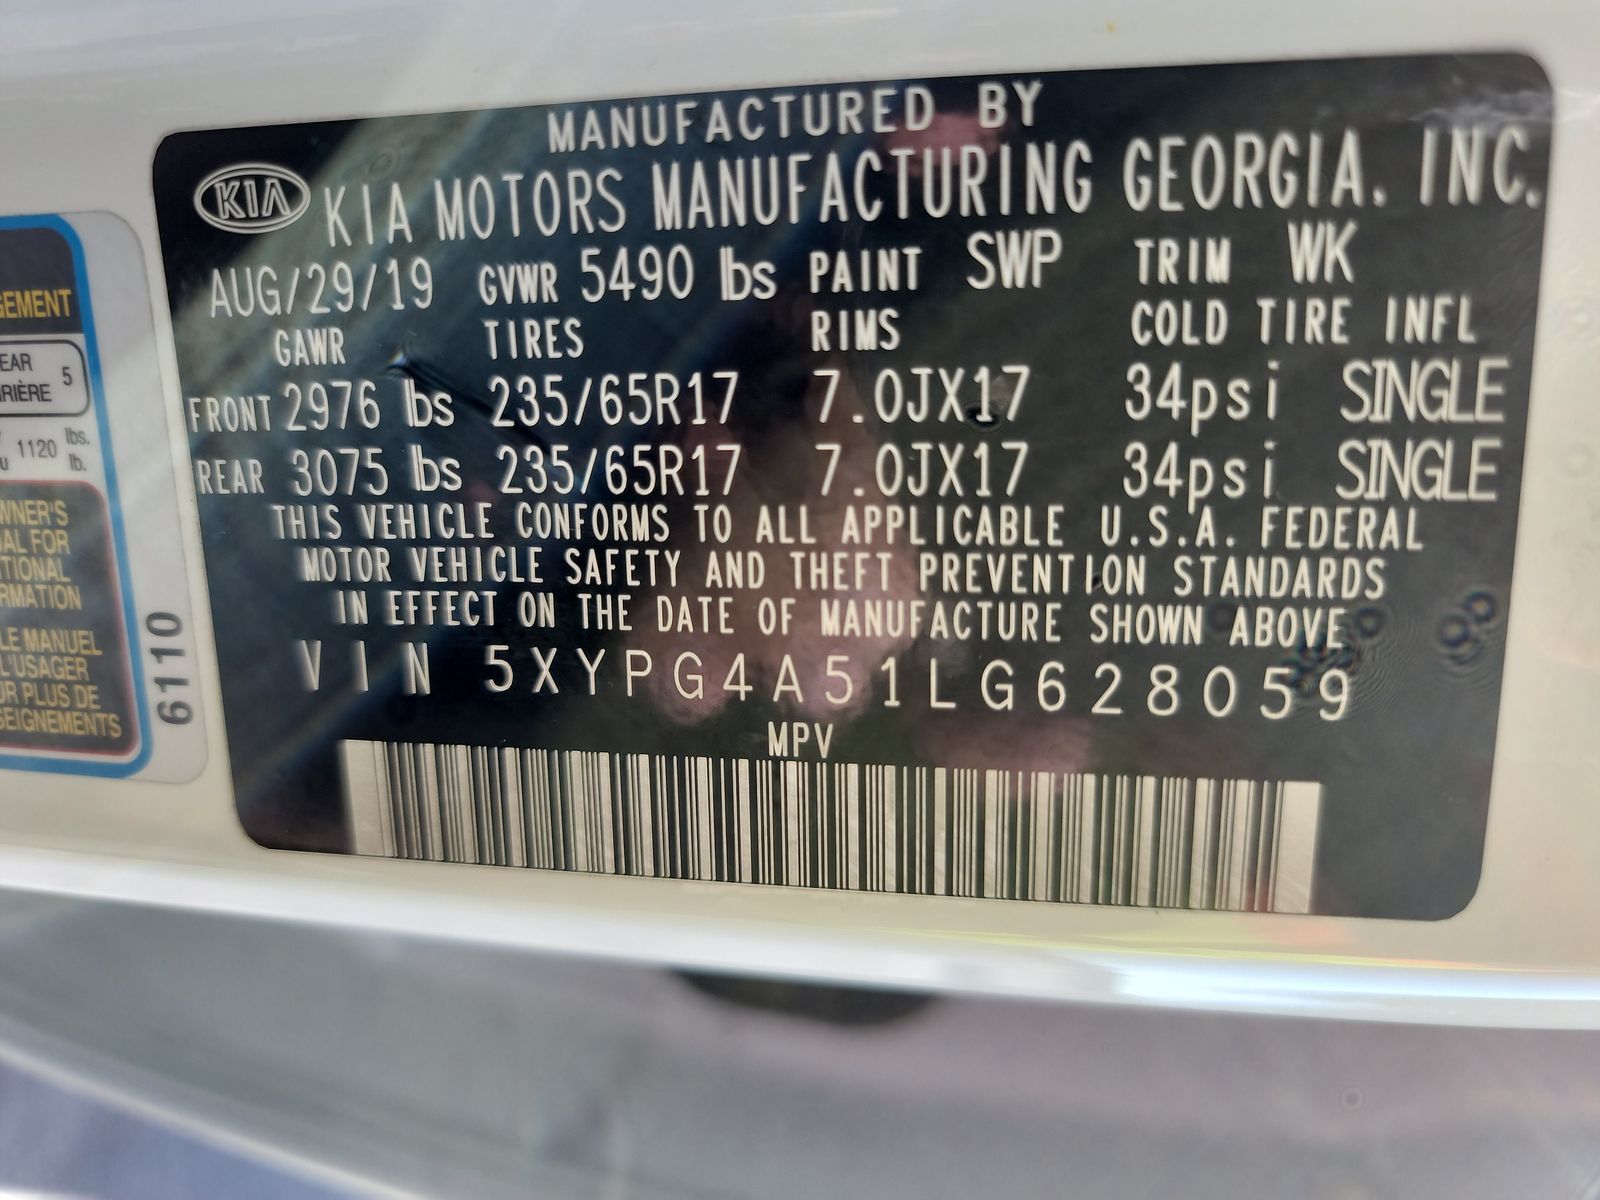 MANUFACTURED BY
KIA KIA MOTORS MANUFACTURING GEORGIA. INC.
AUG/29/19 GVWR 5490 lbs PAINT SWP TRIM WK
GAWR TIRES RIMS COLD TIRE INFL
FRONT 2976 lbs 235/65R17 7.0JX17 34psi SINGLE
REAR 3075 lbs 235/65R17 7.0JX17 34psi SINGLE
THIS VEHICLE CONFORMS TO ALL APPLICABLE U.S.A. FEDERAL
MOTOR VEHICLE SAFETY AND THEFT PREVENTION STANDARDS
IN EFFECT ON THE DATE OF MANUFACTURE SHOWN ABOVE
VIN 5XYPG4A51LG628059
MPV
GEMENT
EAR
RIÈRE 5
1120 lbs.
lb.
WNER'S
UAL FOR
ITIONAL
RMATION
LE MANUEL
L'USAGER
UR PLUS DE
SEIGNEMENTS
6110